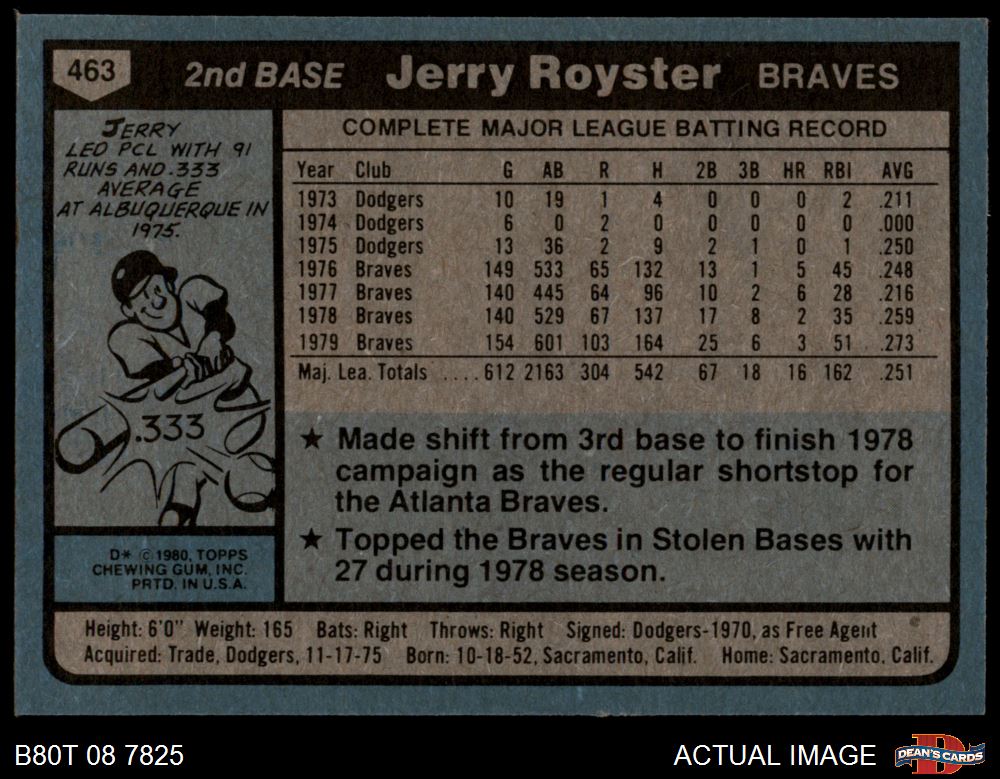 463 2nd BASE Jerry Royster BRAVES
JERRY
LED PCL WITH 91
RUNS AND .333
AVERAGE
AT ALBUQUERQUE IN
1975.
.333
D* © 1980, TOPPS
CHEWING GUM, INC.
PRTD. IN U.S.A.
COMPLETE MAJOR LEAGUE BATTING RECORD
Year Club G AB R H 2B 3B HR RBI AVG
1973 Dodgers 10 19 1 4 0 0 0 2 .211
1974 Dodgers 6 0 2 0 0 0 0 0 .000
1975 Dodgers 13 36 2 9 2 1 0 1 .250
1976 Braves 149 533 65 132 13 1 5 45 .248
1977 Braves 140 445 64 96 10 2 6 28 .216
1978 Braves 140 529 67 137 17 8 2 35 .259
1979 Braves 154 601 103 164 25 6 3 51 .273
Maj. Lea. Totals ....612 2163 304 542 67 18 16 162 .251
★ Made shift from 3rd base to finish 1978
campaign as the regular shortstop for
the Atlanta Braves.
★ Topped the Braves in Stolen Bases with
27 during 1978 season.
Height: 6'0" Weight: 165 Bats: Right Throws: Right Signed: Dodgers-1970, as Free Agent
Acquired: Trade, Dodgers, 11-17-75 Born: 10-18-52, Sacramento, Calif. Home: Sacramento, Calif.
B80T 08 7825 ACTUAL IMAGE DEAN'S CARDS